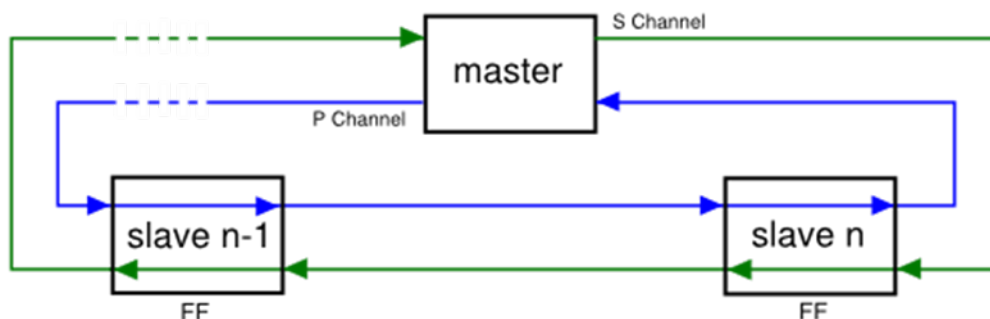 S Channel
master
P Channel
slave n-1
slave n
FF
FF